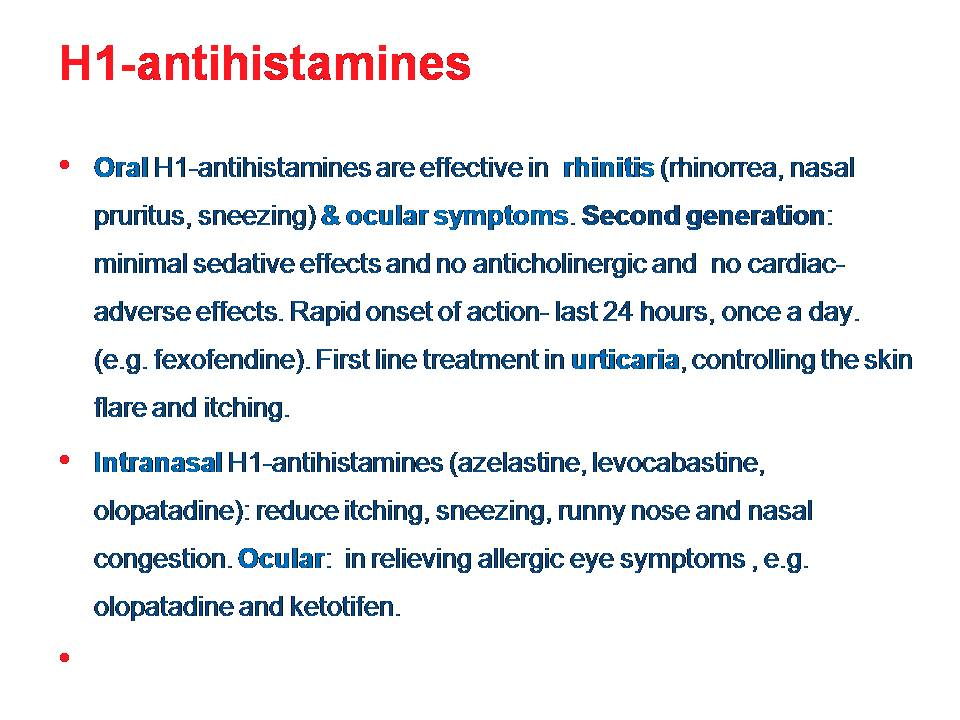 H1-antihistamines
• Oral H1-antihistamines are effective in rhinitis (rhinorrea, nasal
pruritus, sneezing) & ocular symptoms. Second generation:
minimal sedative effects and no anticholinergic and no cardiac-
adverse effects. Rapid onset of action- last 24 hours, once a day.
(e.g. fexofendine). First line treatment in urticaria, controlling the skin
flare and itching.
• Intranasal H1-antihistamines (azelastine, levocabastine,
olopatadine): reduce itching, sneezing, runny nose and nasal
congestion. Ocular: in relieving allergic eye symptoms , e.g.
olopatadine and ketotifen.
•